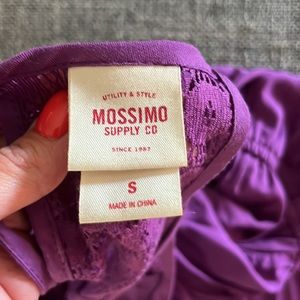 UTILITY & STYLE
MOSSIMO
SUPPLY CO
SINCE 1987
S
MADE IN CHINA